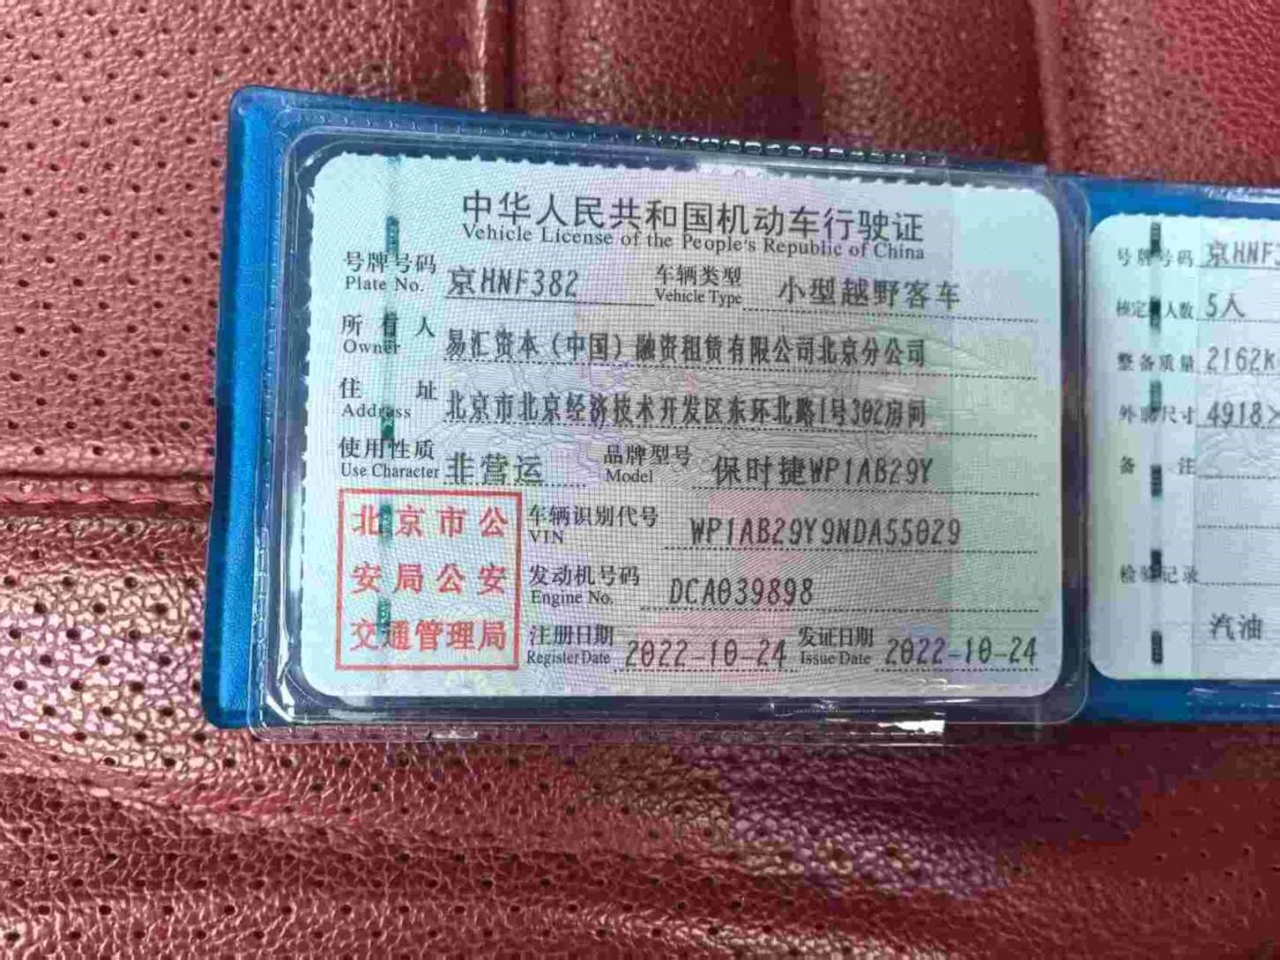 中华人民共和国机动车行驶证
Vehicle License of the People's Republic of China
号牌号码 京HNF382 车辆类型 小型越野客车
Plate No. Vehicle Type
所有人 易汇资本（中国）融资租赁有限公司北京分公司
Owner
住址 北京市北京经济技术开发区东环北路1号302房间
Address
使用性质 非营运 品牌型号 保时捷WP1AB29Y
Use Character Model
北京市公
安局公安
交通管理局
车辆识别代号 WP1AB29Y9NDA55029
VIN
发动机号码 DCA039898
Engine No.
注册日期 2022-10-24 发证日期 2022-10-24
Register Date Issue Date
号牌号码 京HNF3
核定 人数 5人
整备质量 2162k
外廓尺寸 4918×
备注
检验记录
汽油